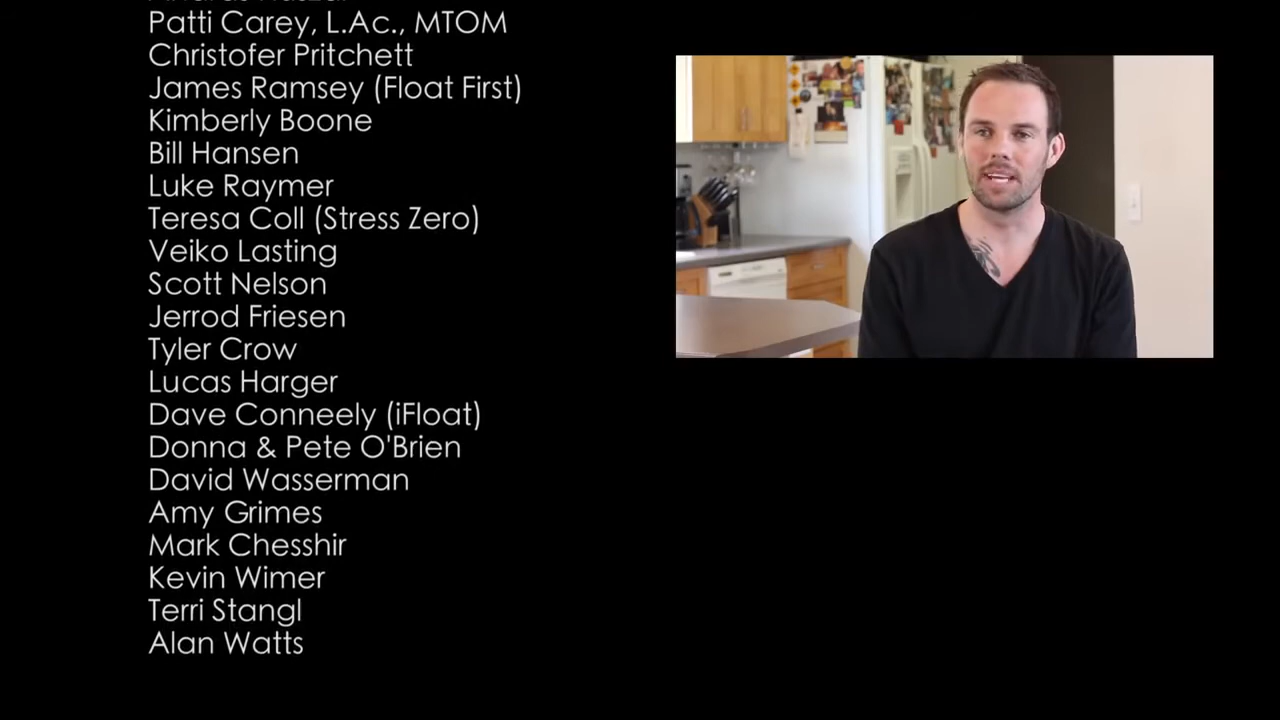 Patti Carey, L.Ac., MTOM
Christofer Pritchett
James Ramsey (Float First)
Kimberly Boone
Bill Hansen
Luke Raymer
Teresa Coll (Stress Zero)
Veiko Lasting
Scott Nelson
Jerrod Friesen
Tyler Crow
Lucas Harger
Dave Conneely (iFloat)
Donna & Pete O'Brien
David Wasserman
Amy Grimes
Mark Chesshir
Kevin Wimer
Terri Stangl
Alan Watts